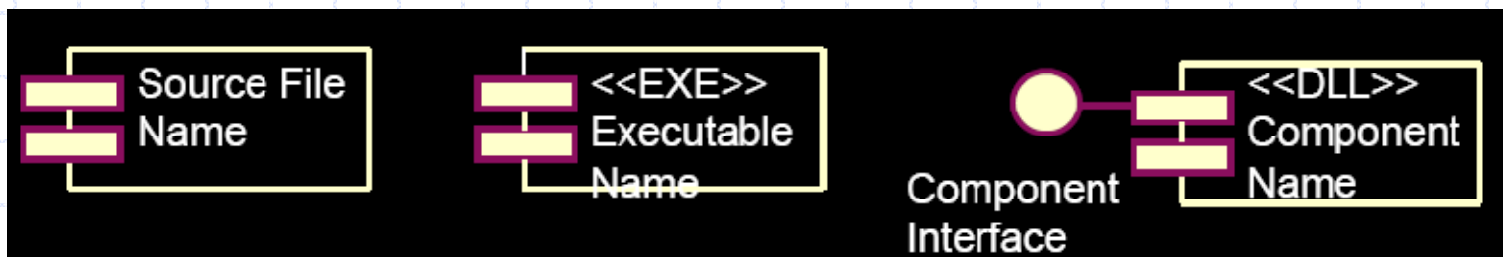 Source File
Name
<<EXE>>
Executable
Name
Component
Interface
<<DLL>>
Component
Name